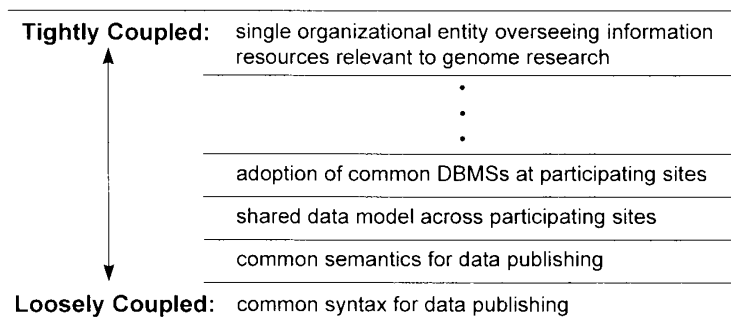 Tightly Coupled: single organizational entity overseeing information
resources relevant to genome research
•
•
•
adoption of common DBMSs at participating sites
shared data model across participating sites
common semantics for data publishing
Loosely Coupled: common syntax for data publishing